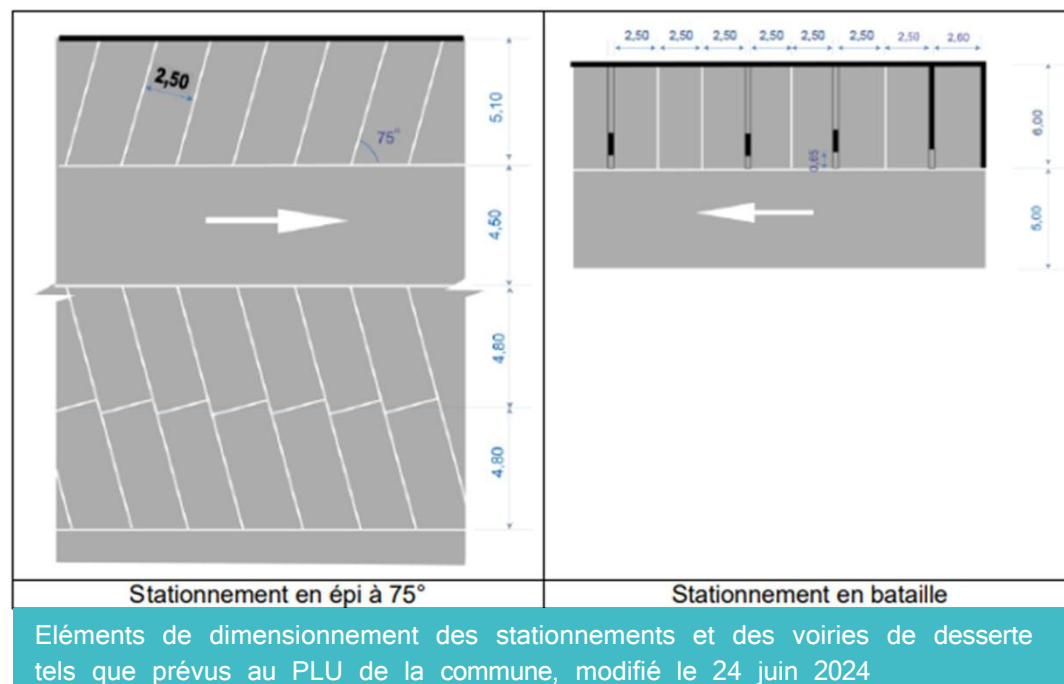 2,50
75°
5,10
4,50
4,80
4,80
2,50 2,50 2,50 2,50 2,50 2,50 2,50 2,60
0,65
6,00
5,00
Stationnement en épi à 75°
Stationnement en bataille
Eléments de dimensionnement des stationnements et des voiries de desserte
tels que prévus au PLU de la commune, modifié le 24 juin 2024